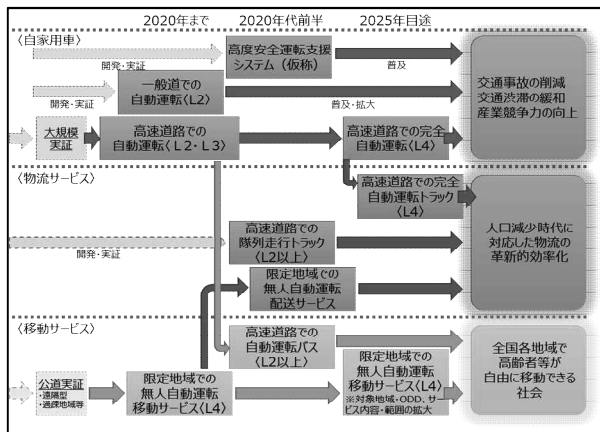 2020年まで
2020年代前半
2025年目途
〈自家用車〉
開発・実証
高度安全運転支援
システム（仮称）
普及
開発・実証
一般道での
自動運転〈L2〉
普及・拡大
大規模
実証
高速道路での
自動運転〈L2・L3〉
高速道路での完全
自動運転〈L4〉
交通事故の削減
交通渋滞の緩和
産業競争力の向上
〈物流サービス〉
高速道路での完全
自動運転トラック
〈L4〉
開発・実証
高速道路での
隊列走行トラック
〈L2以上〉
限定地域での
無人自動運転
配送サービス
人口減少時代に
対応した物流の
革新的効率化
〈移動サービス〉
高速道路での
自動運転バス
〈L2以上〉
公道実証
・遠隔型
・過疎地域等
限定地域での
無人自動運転
移動サービス〈L4〉
限定地域での
無人自動運転
移動サービス〈L4〉
※対象地域・ODD、サー
ビス内容・範囲の拡大
全国各地域で
高齢者等が
自由に移動できる
社会